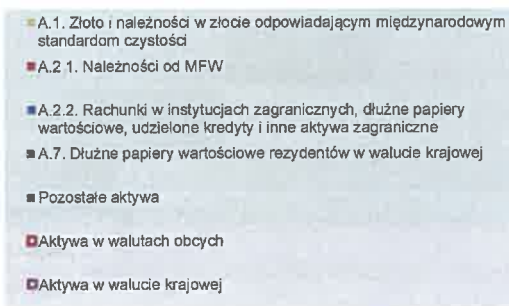 A.1. Złoto i należności w złocie odpowiadającym międzynarodowym
standardom czystości
A.2 1. Należności od MFW
A.2.2. Rachunki w instytucjach zagranicznych, dłużne papiery
wartościowe, udzielone kredyty i inne aktywa zagraniczne
A.7. Dłużne papiery wartościowe rezydentów w walucie krajowej
Pozostałe aktywa
Aktywa w walutach obcych
Aktywa w walucie krajowej